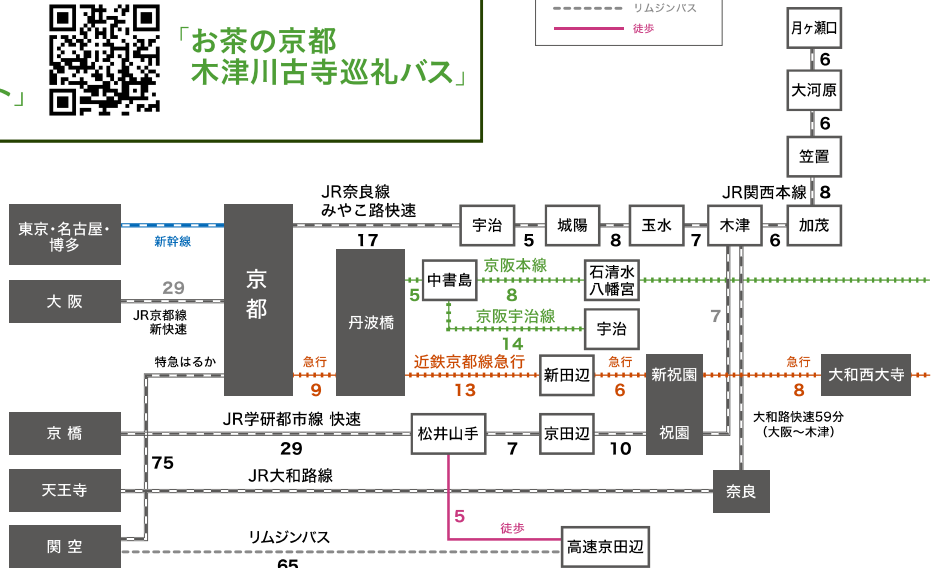 「お茶の京都
木津川古寺巡礼バス」
ト」
リムジンバス
徒歩
月ヶ瀬口
6
大河原
6
笠置
JR関西本線
8
JR奈良線
みやこ路快速
東京・名古屋・
博多
新幹線
京都
17
宇治
5
城陽
8
玉水
7
木津
6
加茂
大阪
29
JR京都線
新快速
丹波橋
5
中書島
京阪本線
8
石清水
八幡宮
京阪宇治線
14
宇治
7
特急はるか
急行
9
近鉄京都線急行
13
新田辺
急行
6
新祝園
急行
8
大和西大寺
京橋
JR学研都市線 快速
29
松井山手
7
京田辺
10
祝園
大和路快速59分
(大阪〜木津)
75
天王寺
JR大和路線
奈良
5
徒歩
関空
リムジンバス
65
高速京田辺